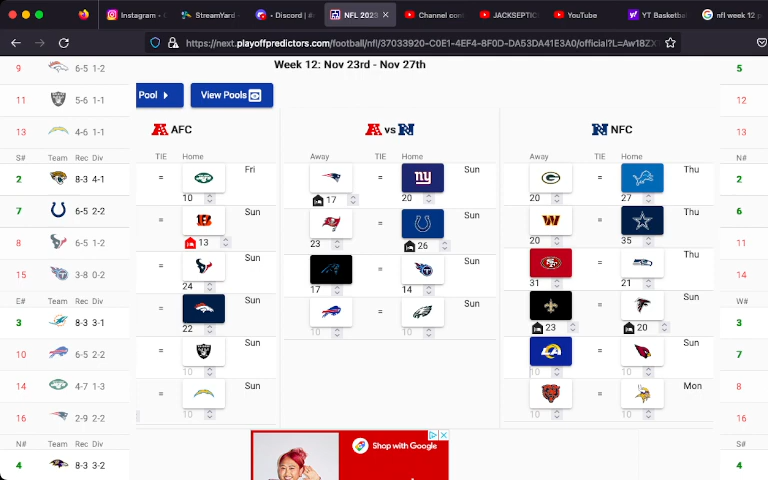 Instagram •
StreamYard -
• Discord | #
NFL 2023
Channel con
JACKSEPTIC
YouTube
YT Basketba
nfl week 12 p
https://next.playoffpredictors.com/football/nfl/37033920-C0E1-4EF4-8F0D-DA53DA41E3A0/official?L=Aw18ZX
Week 12: Nov 23rd - Nov 27th
Pool
View Pools
AFC
vs
NFC
TIE Home
Away TIE Home
Away TIE Home
9 6-5 1-2
11 5-6 1-1
13 4-6 1-1
S# Team Rec Div
2 8-3 4-1
7 6-5 2-2
8 6-5 1-2
15 3-8 0-2
E# Team Rec Div
3 8-3 3-1
10 6-5 2-2
14 4-7 1-3
16 2-9 2-2
N# Team Rec Div
4 8-3 3-2
= Fri
10
= Sun
13
= Sun
24
= Sun
22
= Sun
10
= Sun
10
= ny Sun
17 20
= Sun
23 26
= Sun
17 14
= Sun
10 10
= Thu
20 27
= Thu
20 35
= Thu
31 21
= Sun
23 20
= Sun
10 10
= Mon
10 10
5
12
13
N#
2
6
11
14
W#
3
7
8
16
S#
4
Shop with Google